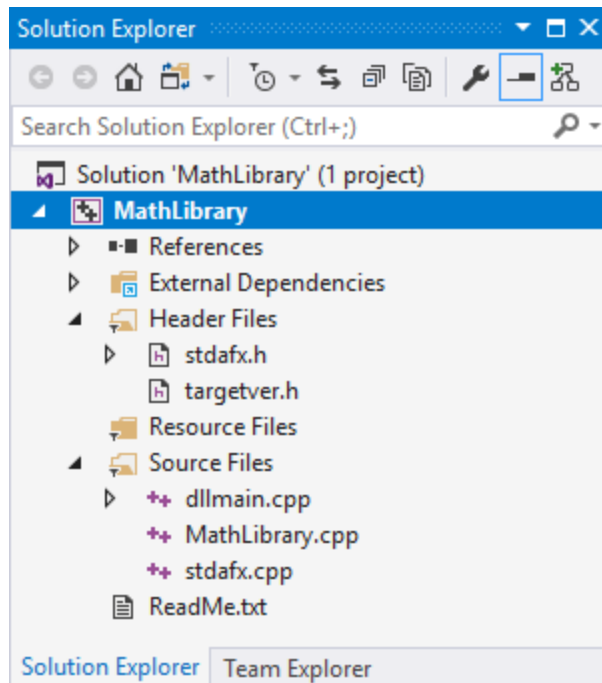 Solution Explorer
Search Solution Explorer (Ctrl+;)
Solution 'MathLibrary' (1 project)
MathLibrary
References
External Dependencies
Header Files
stdafx.h
targetver.h
Resource Files
Source Files
dllmain.cpp
MathLibrary.cpp
stdafx.cpp
ReadMe.txt
Solution Explorer Team Explorer